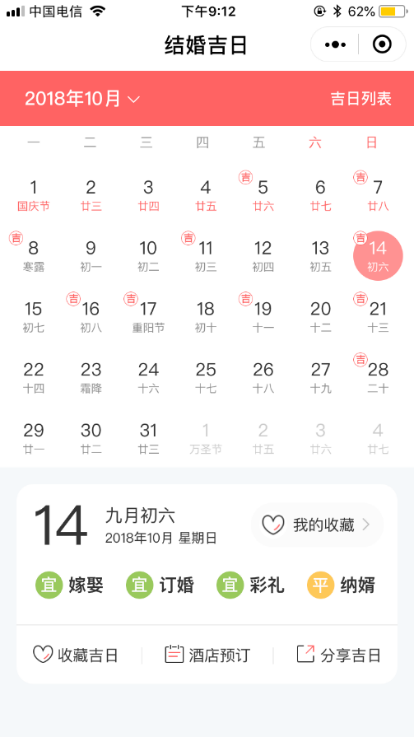 中国电信 下午9:12 62%
结婚吉日
2018年10月 吉日列表
一 二 三 四 五 六 日
吉 吉
1 2 3 4 5 6 7
国庆节 廿三 廿四 廿五 廿六 廿七 廿八
吉 吉 吉
8 9 10 11 12 13 14
寒露 初一 初二 初三 初四 初五 初六
吉 吉 吉 吉
15 16 17 18 19 20 21
初七 初八 重阳节 初十 十一 十二 十三
吉
22 23 24 25 26 27 28
十四 霜降 十六 十七 十八 十九 二十
29 30 31 1 2 3 4
廿一 廿二 廿三 万圣节 廿五 廿六 廿七
14 九月初六 我的收藏
2018年10月 星期日
宜 嫁娶 宜 订婚 宜 彩礼 平 纳婿
收藏吉日 酒店预订 分享吉日